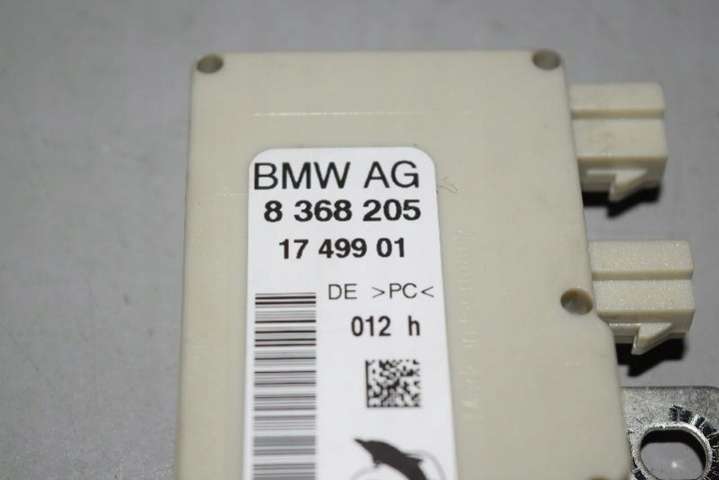 BMW AG
8 368 205
17 499 01
DE >PC<
012 h